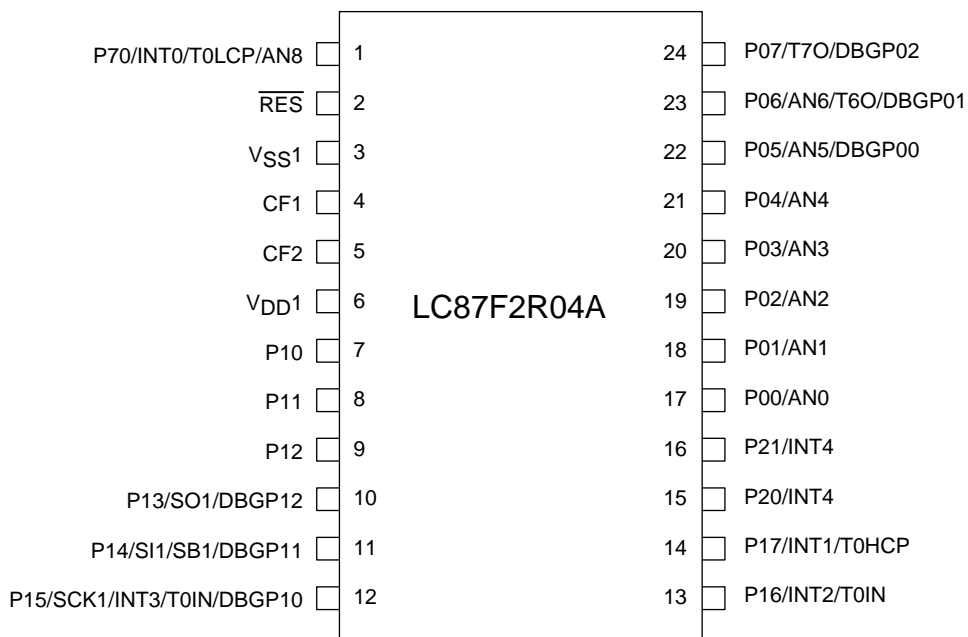 P70/INT0/T0LCP/AN8 1 24 P07/T7O/DBGP02
RES 2 23 P06/AN6/T6O/DBGP01
VSS1 3 22 P05/AN5/DBGP00
CF1 4 21 P04/AN4
CF2 5 20 P03/AN3
VDD1 6 LC87F2R04A 19 P02/AN2
P10 7 18 P01/AN1
P11 8 17 P00/AN0
P12 9 16 P21/INT4
P13/SO1/DBGP12 10 15 P20/INT4
P14/SI1/SB1/DBGP11 11 14 P17/INT1/T0HCP
P15/SCK1/INT3/T0IN/DBGP10 12 13 P16/INT2/T0IN